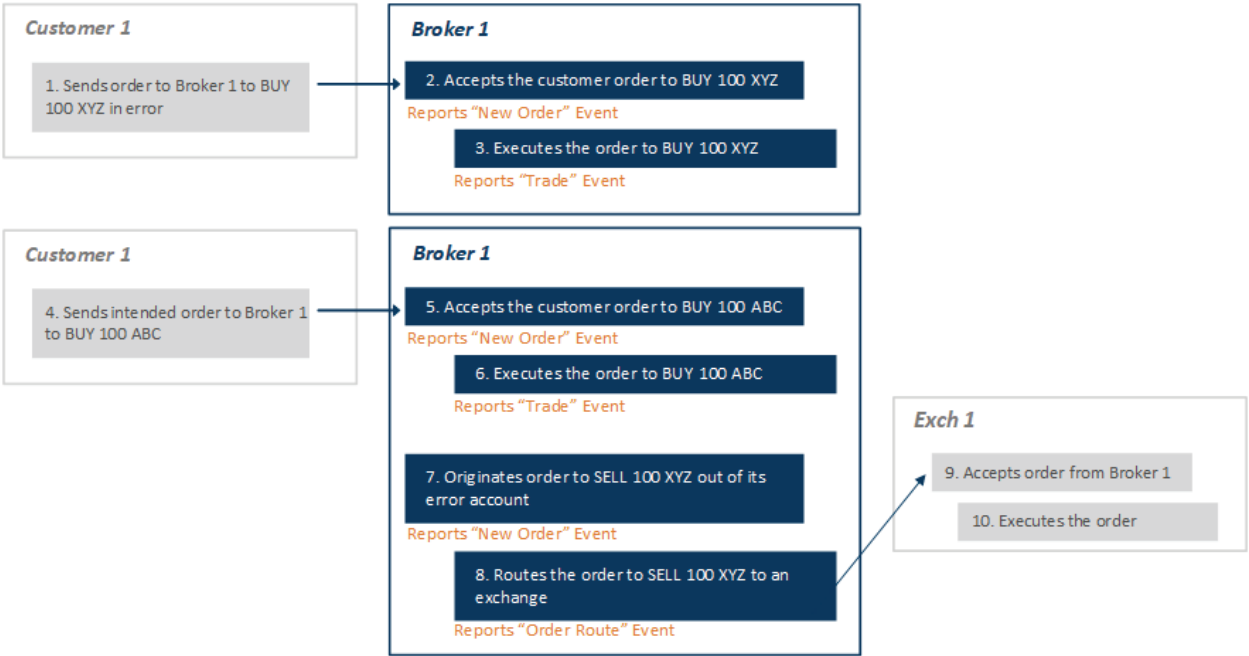 Customer 1
1. Sends order to Broker 1 to BUY
100 XYZ in error
Broker 1
2. Accepts the customer order to BUY 100 XYZ
Reports “New Order” Event
3. Executes the order to BUY 100 XYZ
Reports “Trade” Event
Customer 1
4. Sends intended order to Broker 1
to BUY 100 ABC
Broker 1
5. Accepts the customer order to BUY 100 ABC
Reports “New Order” Event
6. Executes the order to BUY 100 ABC
Reports “Trade” Event
7. Originates order to SELL 100 XYZ out of its
error account
Reports “New Order” Event
8. Routes the order to SELL 100 XYZ to an
exchange
Reports “Order Route” Event
Exch 1
9. Accepts order from Broker 1
10. Executes the order